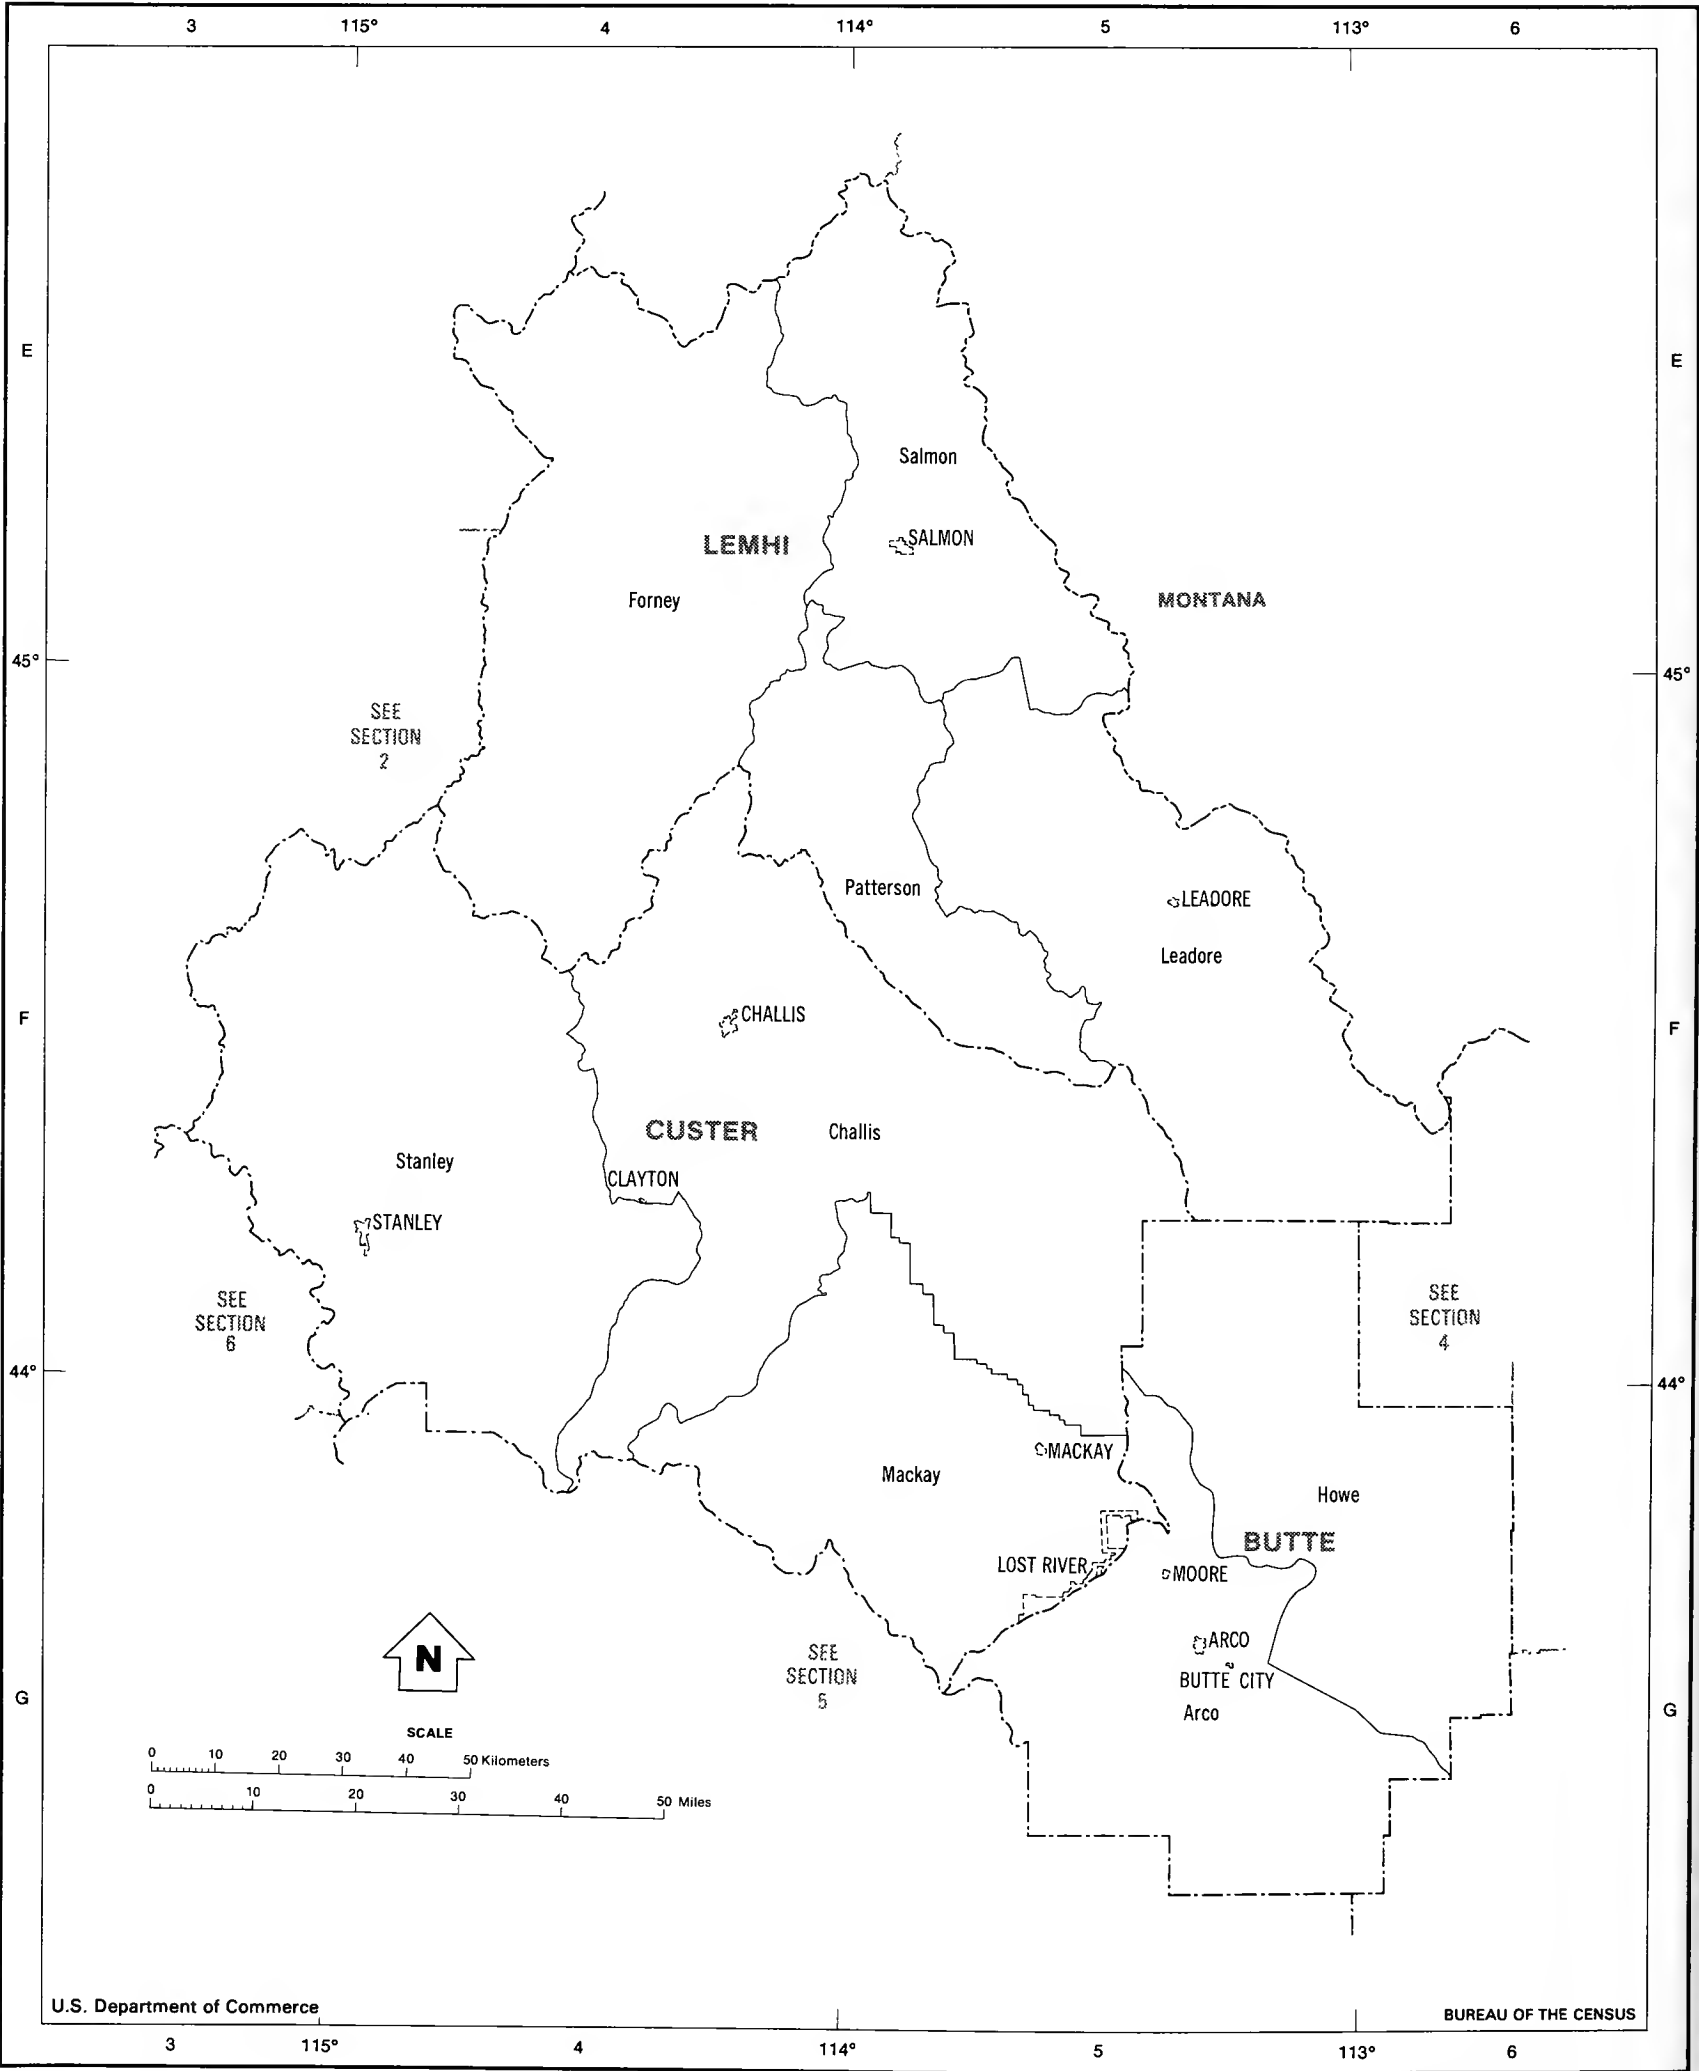 3 115° 4 114° 5 113° 6
E E
Salmon
SALMON
LEMHI
MONTANA
Forney
45° 45°
SEE
SECTION
2
Patterson
LEADORE
Leadore
F F
CHALLIS
CUSTER
Challis
Stanley
CLAYTON
STANLEY
SEE
SECTION
6
SEE
SECTION
4
44° 44°
MACKAY
Mackay
Howe
BUTTE
LOST RIVER
MOORE
ARCO
BUTTE CITY
Arco
SEE
SECTION
5
N
G G
SCALE
0 10 20 30 40 50 Kilometers
0 10 20 30 40 50 Miles
U.S. Department of Commerce
BUREAU OF THE CENSUS
3 115° 4 114° 5 113° 6